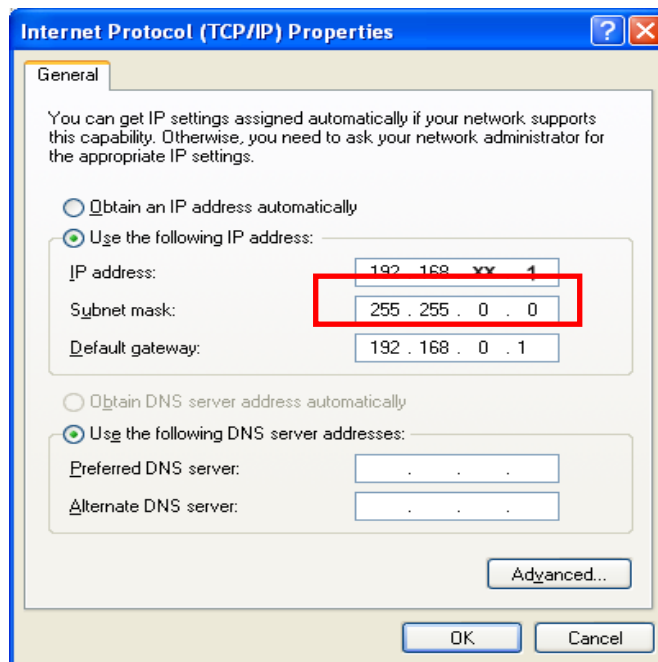 Internet Protocol (TCP/IP) Properties
General
You can get IP settings assigned automatically if your network supports
this capability. Otherwise, you need to ask your network administrator for
the appropriate IP settings.
Obtain an IP address automatically
Use the following IP address:
IP address: 192 . 168 . XX . 1
Subnet mask: 255 . 255 . 0 . 0
Default gateway: 192 . 168 . 0 . 1
Obtain DNS server address automatically
Use the following DNS server addresses:
Preferred DNS server: . . .
Alternate DNS server: . . .
Advanced...
OK Cancel